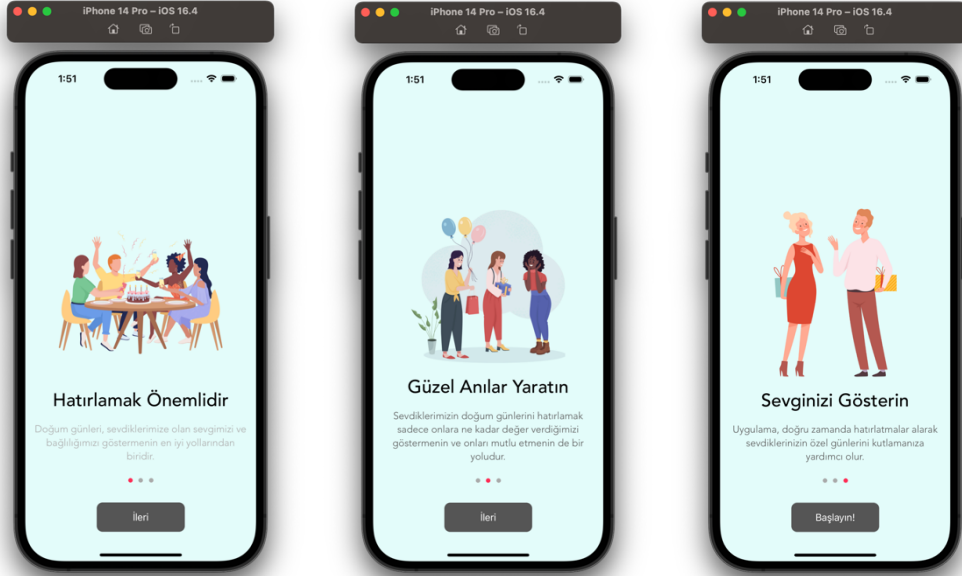 iPhone 14 Pro – iOS 16.4
1:51
Hatırlamak Önemlidir
Doğum günleri, sevdiklerimize olan sevgimizi ve
bağlılığımızı göstermenin en iyi yollarından
biridir.
İleri
iPhone 14 Pro – iOS 16.4
1:51
Güzel Anılar Yaratın
Sevdiklerimizin doğum günlerini hatırlamak
sadece onlara ne kadar değer verdiğimizi
göstermenin ve onları mutlu etmenin de bir
yoludur.
İleri
iPhone 14 Pro – iOS 16.4
1:51
Sevginizi Gösterin
Uygulama, doğru zamanda hatırlatmalar alarak
sevdiklerinizin özel günlerini kutlamanıza
yardımcı olur.
Başlayın!